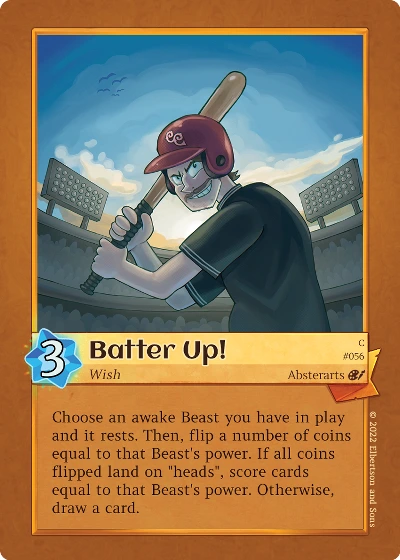 CC
3
Batter Up!
C
#056
Wish
Absterarts
Choose an awake Beast you have in play
and it rests. Then, flip a number of coins
equal to that Beast's power. If all coins
flipped land on "heads", score cards
equal to that Beast's power. Otherwise,
draw a card.
© 2022 Elbertson and Sons